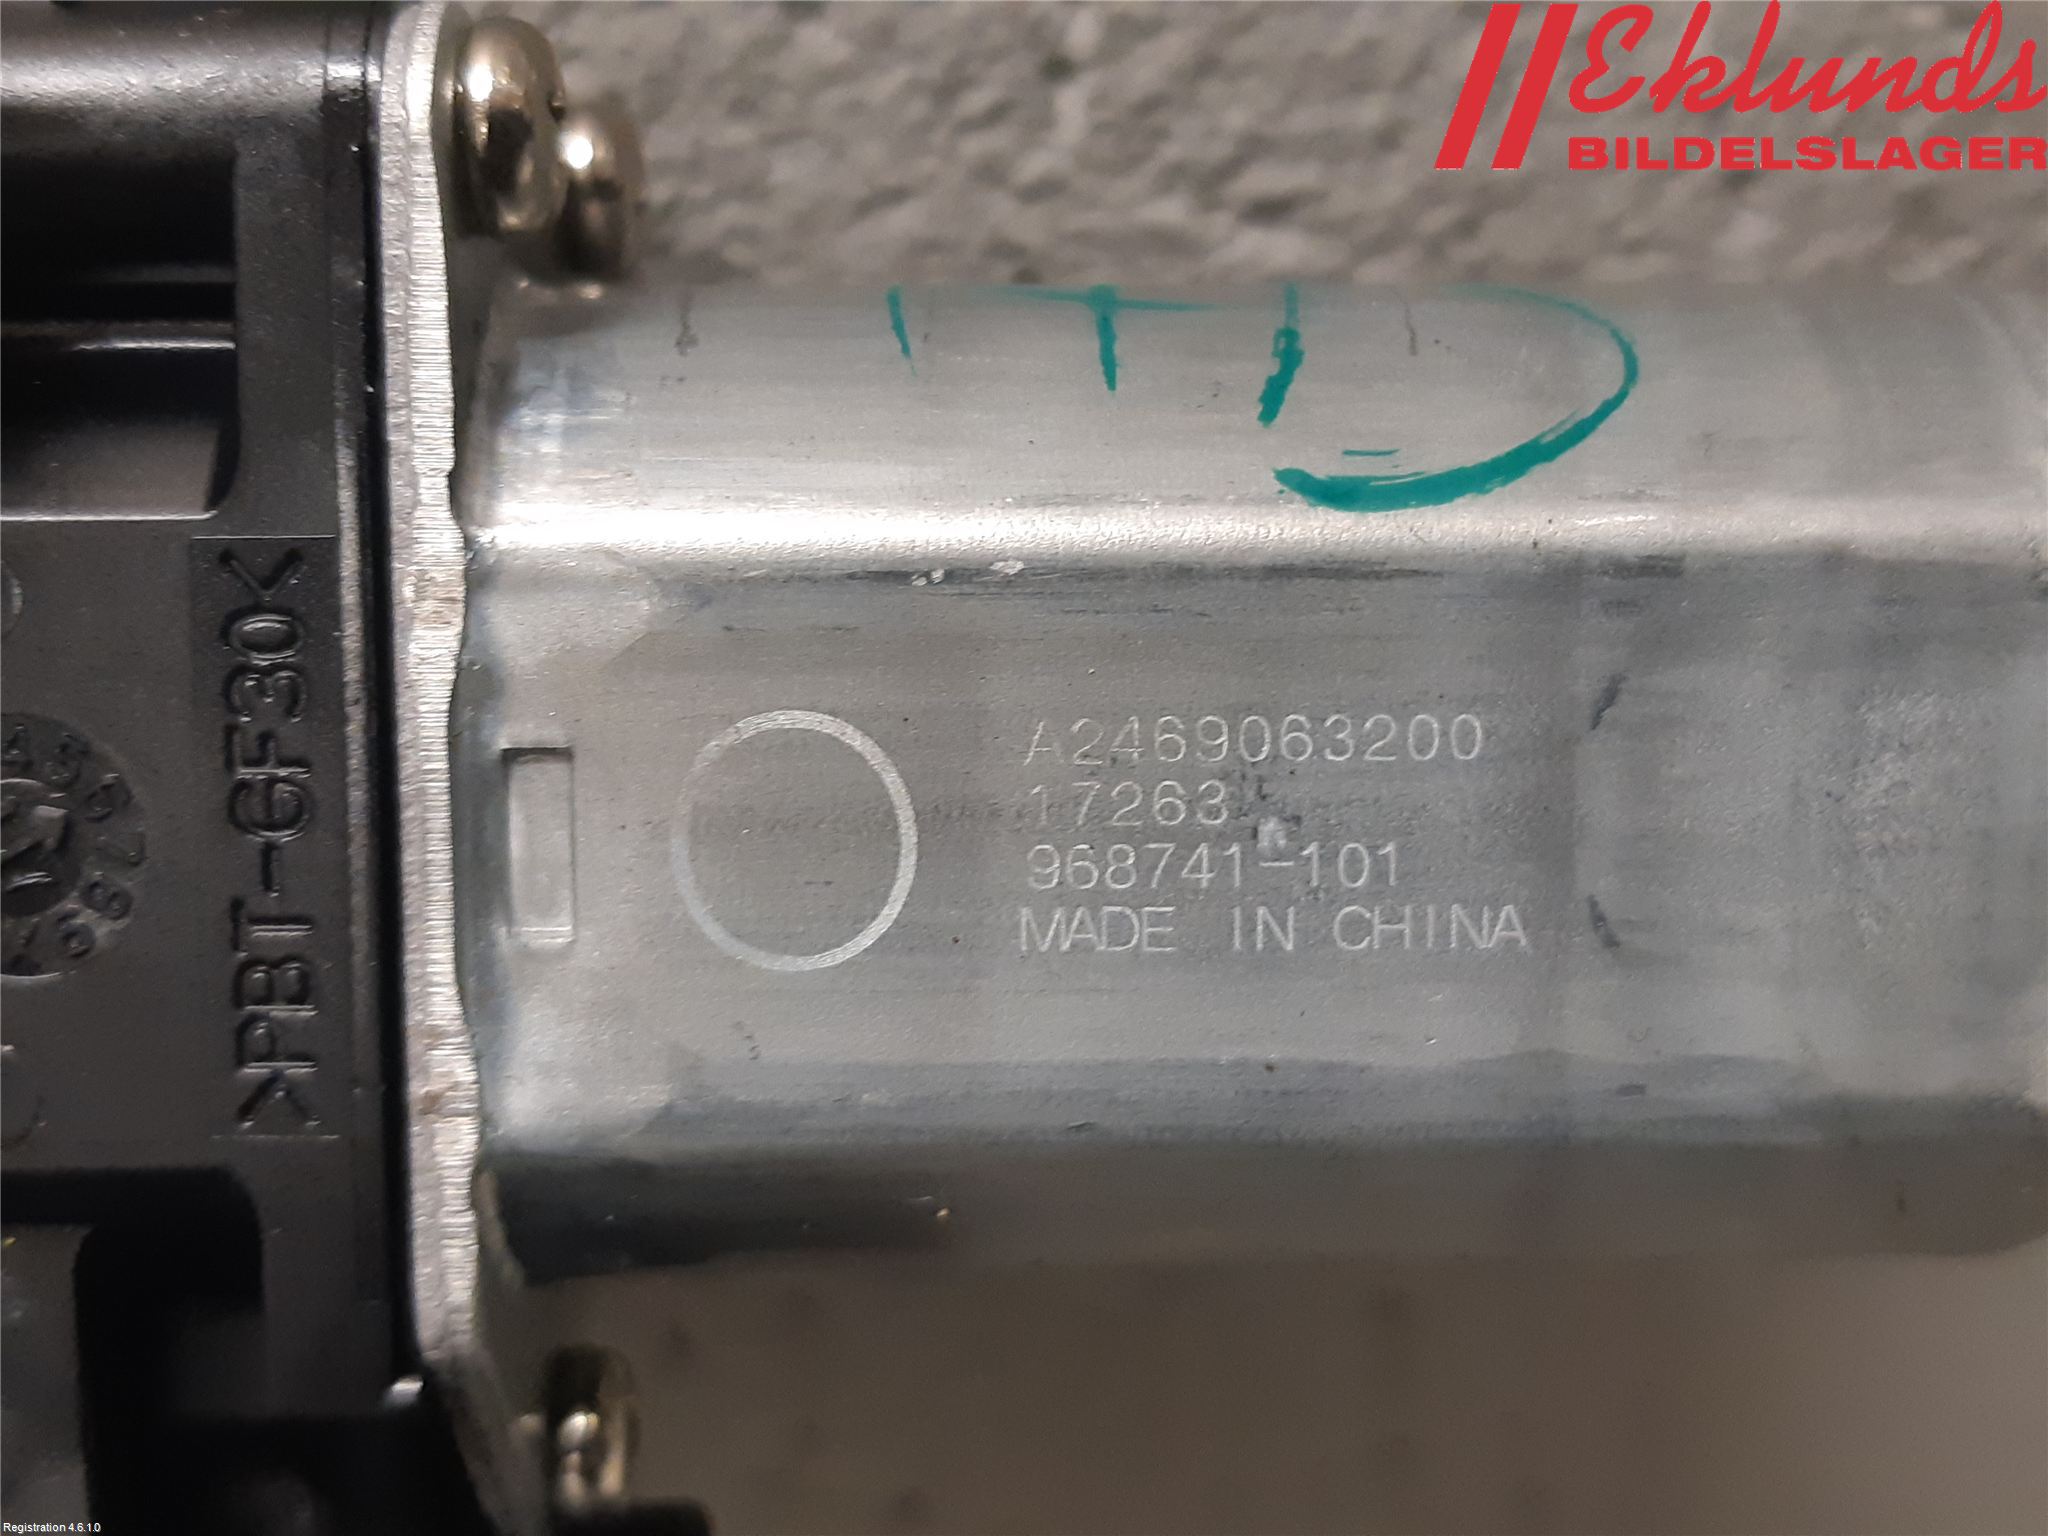 Eklunds
BILDELSLAGER
A2469063200
17263
968741-101
MADE IN CHINA
>PBT-GF30<
Registration 4.6.1.0